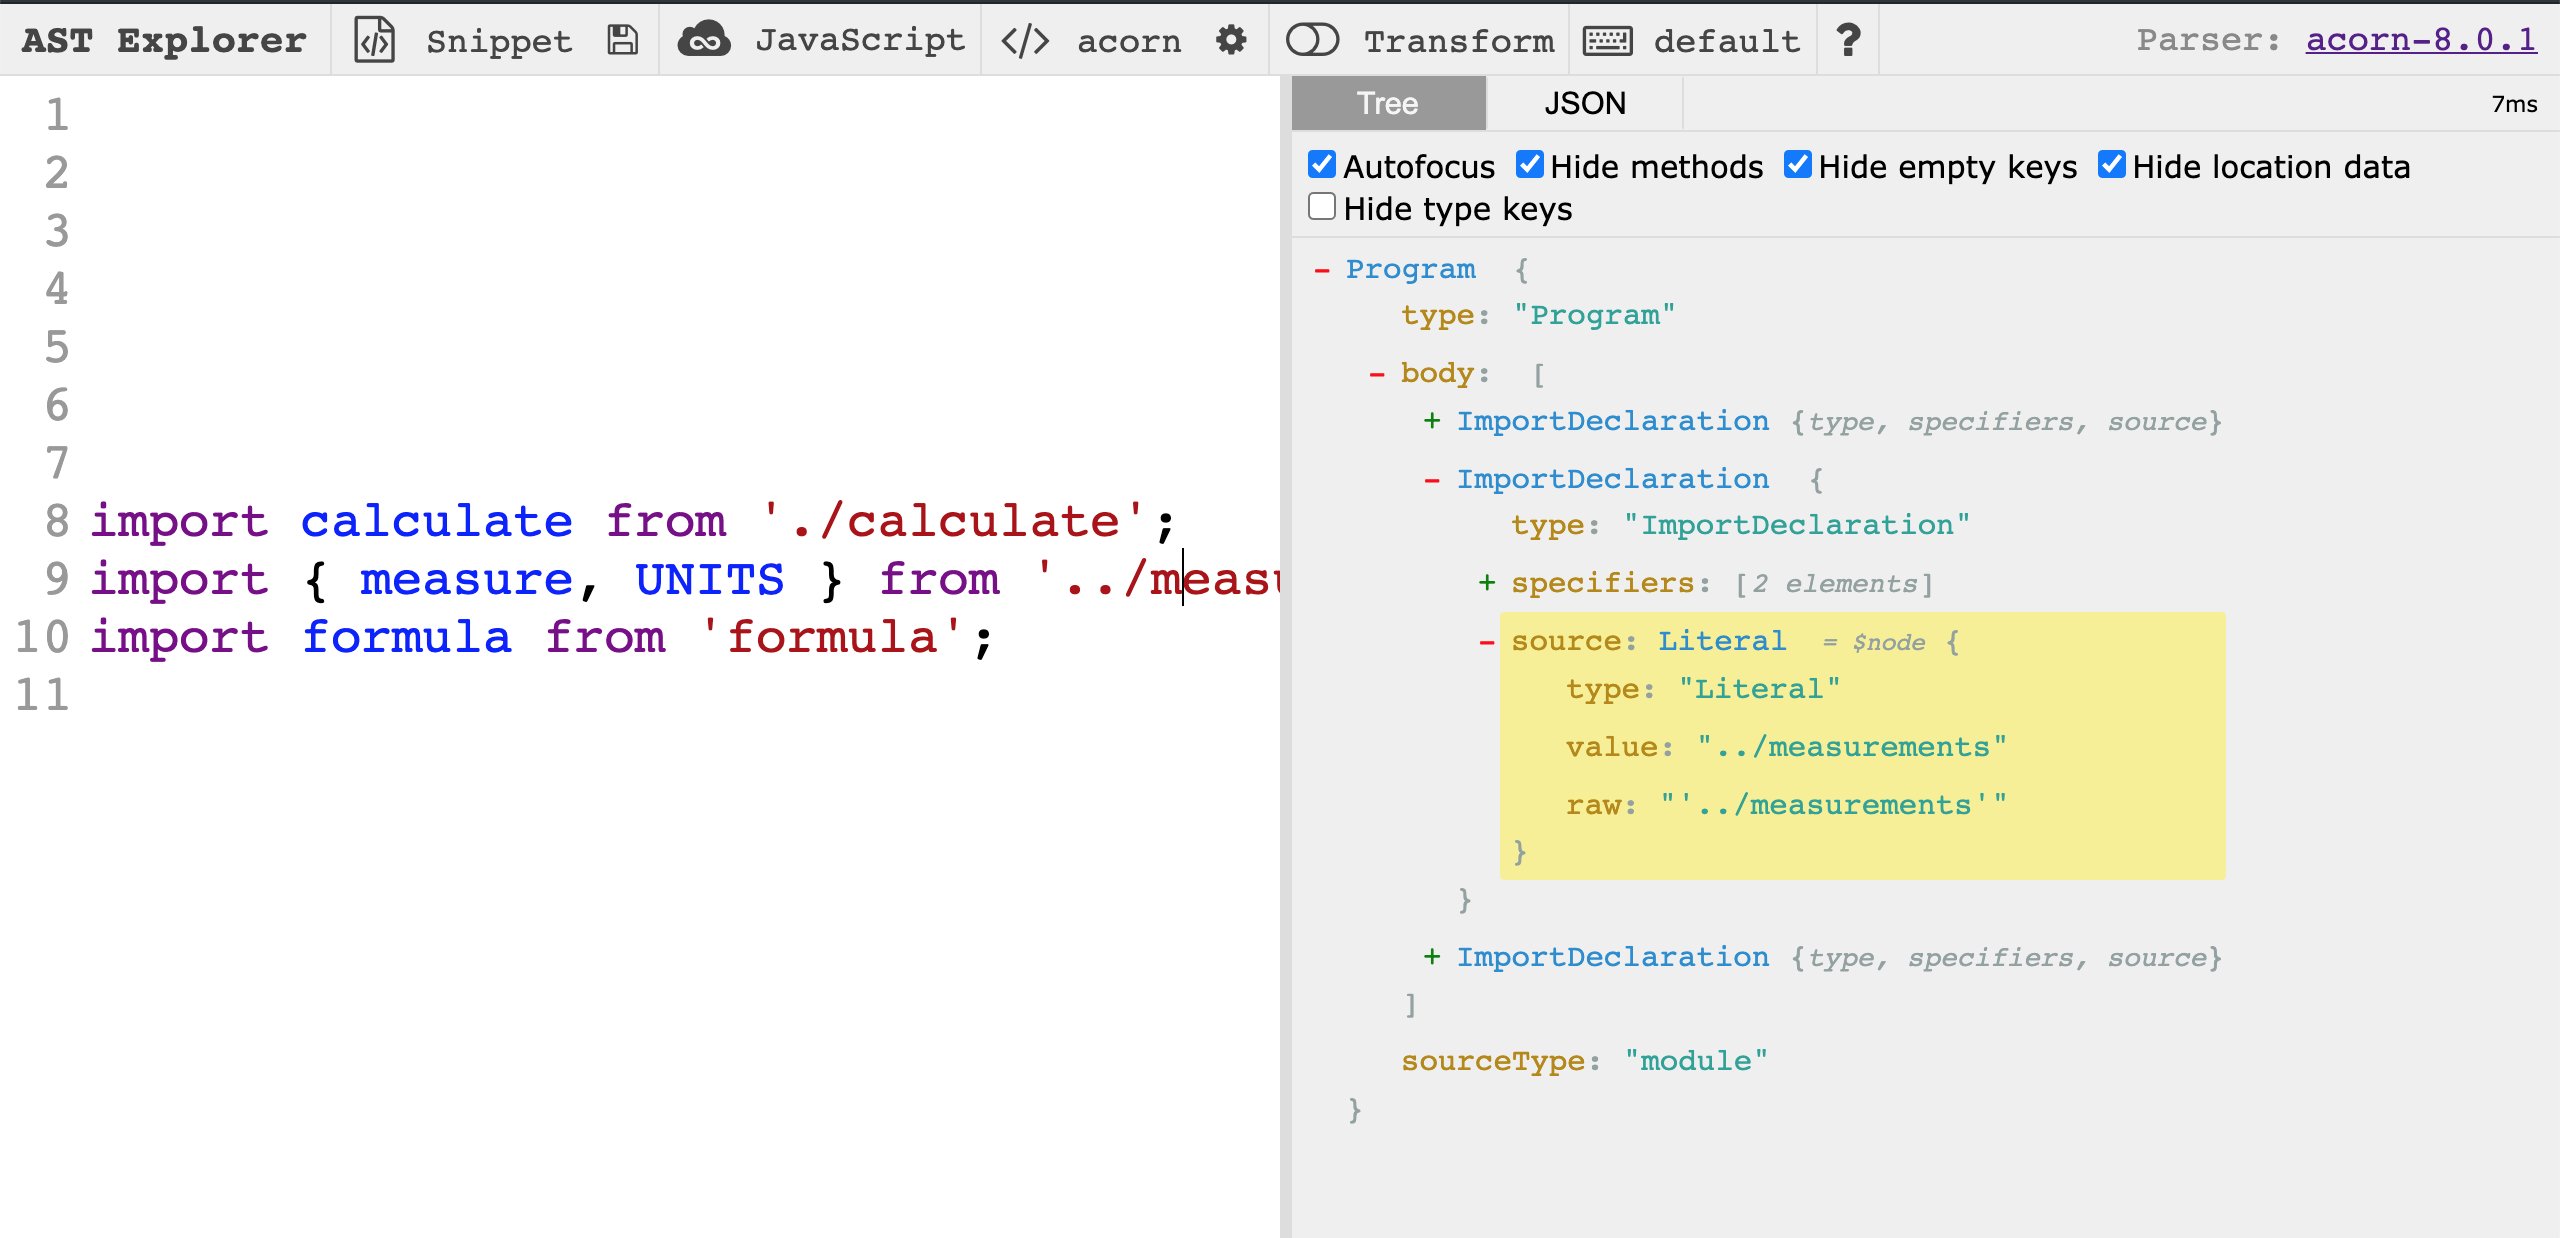 AST Explorer </> Snippet JavaScript </> acorn Transform default ? Parser: acorn-8.0.1
Tree JSON 7ms
Autofocus Hide methods Hide empty keys Hide location data
Hide type keys
1
2
3
4
5
6
7
8 import calculate from './calculate';
9 import { measure, UNITS } from '../measu
10 import formula from 'formula';
11
- Program {
type: "Program"
- body: [
+ ImportDeclaration {type, specifiers, source}
- ImportDeclaration {
type: "ImportDeclaration"
+ specifiers: [2 elements]
- source: Literal = $node {
type: "Literal"
value: "../measurements"
raw: "'../measurements'"
}
}
+ ImportDeclaration {type, specifiers, source}
]
sourceType: "module"
}